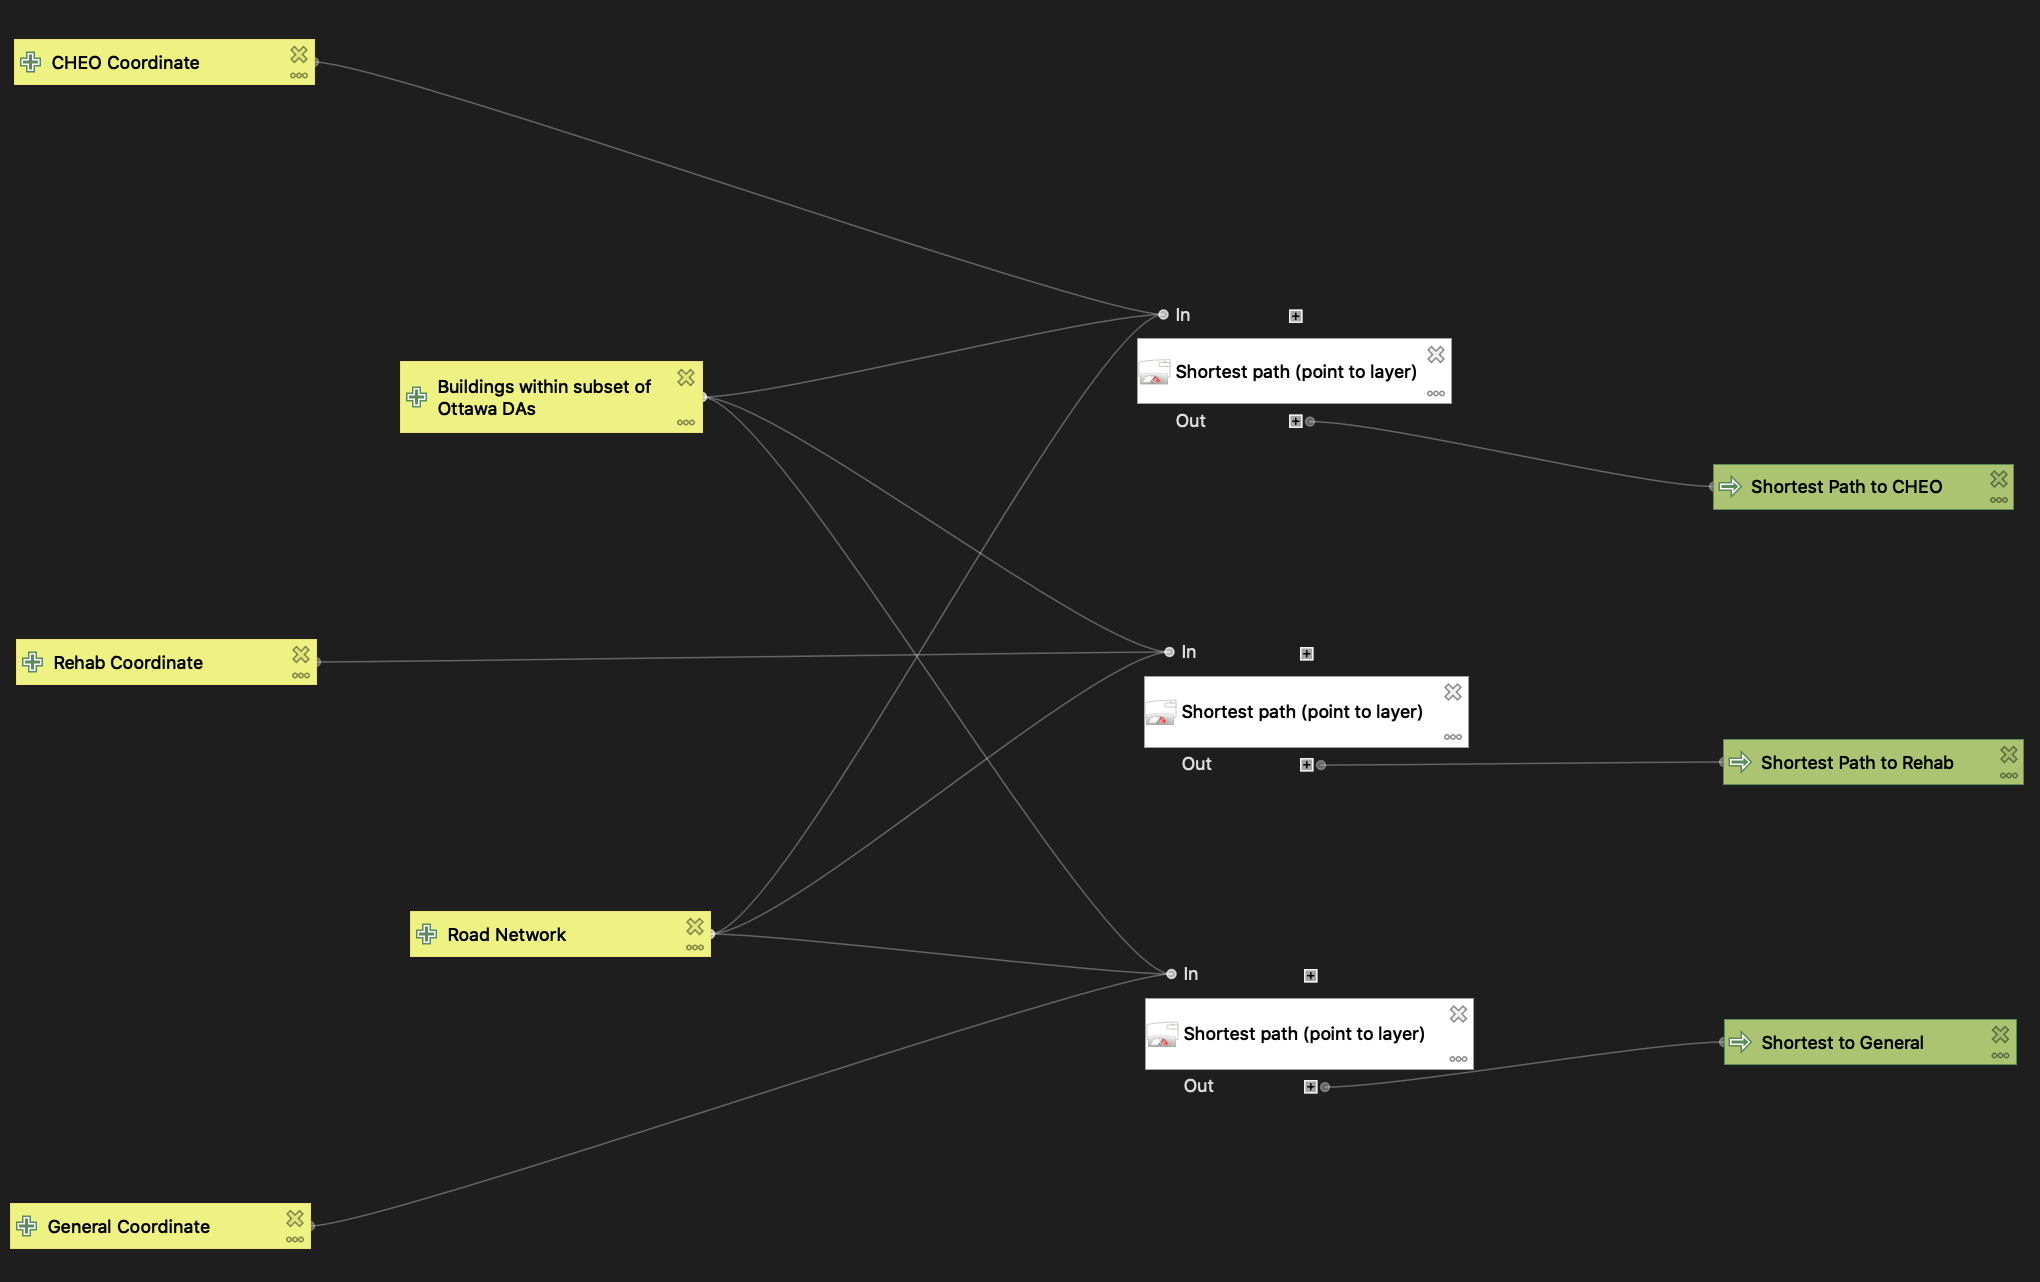 CHEO Coordinate
In
Shortest path (point to layer)
Out
Buildings within subset of
Ottawa DAs
Shortest Path to CHEO
Rehab Coordinate
In
Shortest path (point to layer)
Out
Shortest Path to Rehab
Road Network
In
Shortest path (point to layer)
Out
Shortest to General
General Coordinate